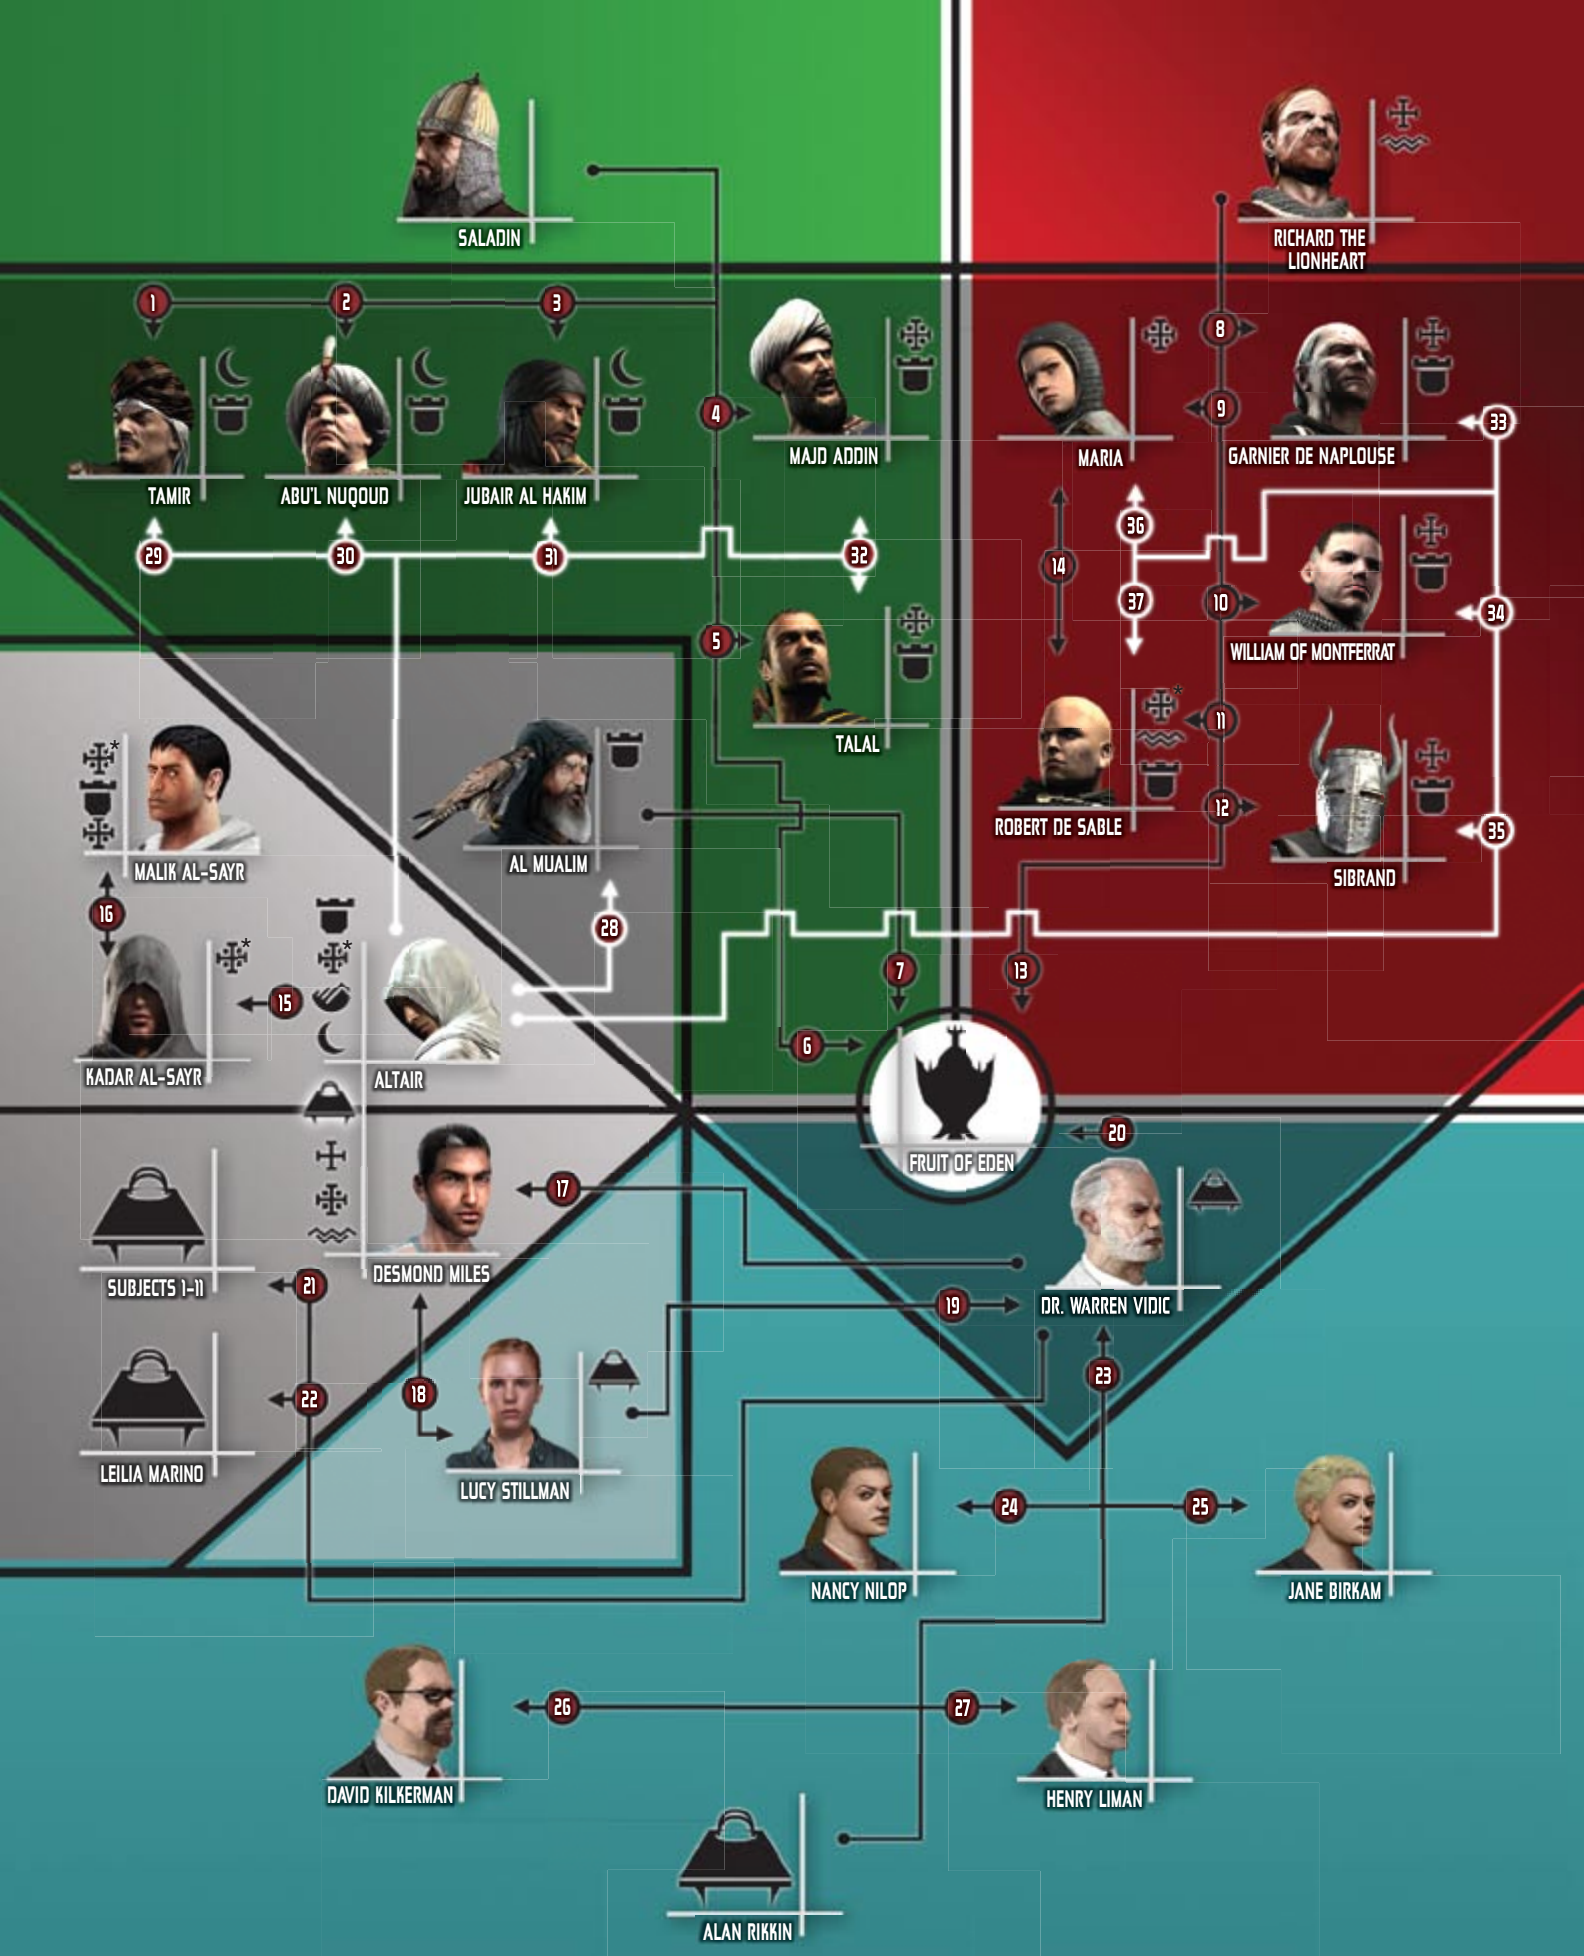 SALADIN
RICHARD THE
LIONHEART
1
2
3
8
4
9
33
MAJD ADDIN
MARIA
GARNIER DE NAPLOUSE
TAMIR
ABU'L NUQOUD
JUBAIR AL HAKIM
36
29
30
31
32
14
37
10
34
5
WILLIAM OF MONTFERRAT
*
11
TALAL
*
12
ROBERT DE SABLE
35
AL MUALIM
MALIK AL-SAYR
SIBRAND
16
28
*
*
7
13
15
6
KADAR AL-SAYR
ALTAIR
20
FRUIT OF EDEN
17
DESMOND MILES
SUBJECTS 1-11
21
19
DR. WARREN VIDIC
23
22
18
LEILIA MARINO
LUCY STILLMAN
24
25
NANCY NILOP
JANE BIRKAM
26
27
DAVID KILKERMAN
HENRY LIMAN
ALAN RIKKIN